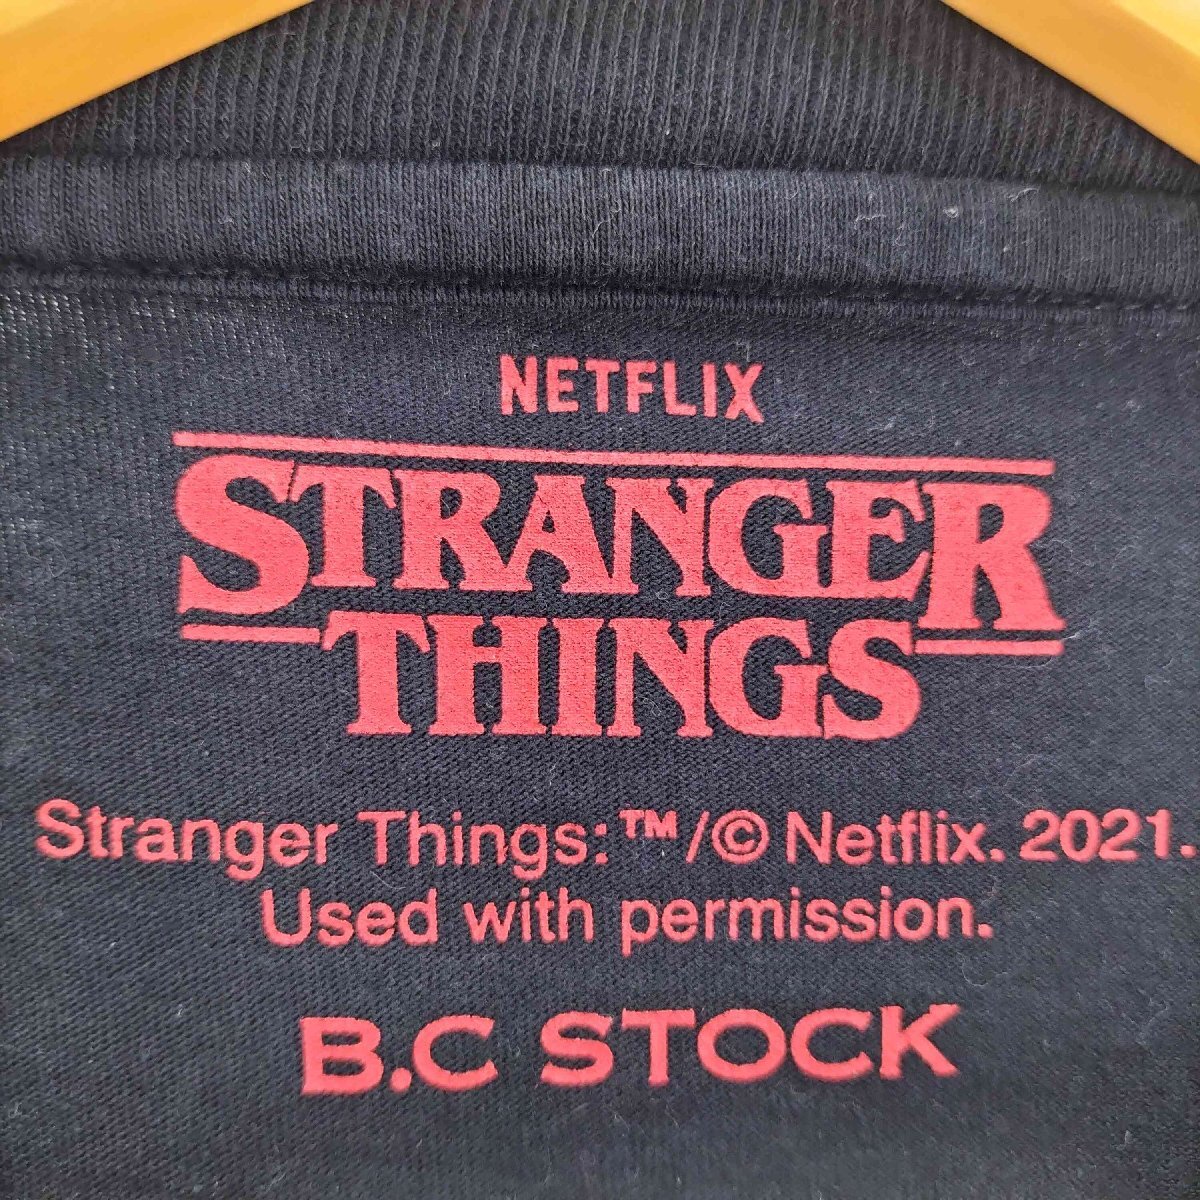 NETFLIX
STRANGER
THINGS
Stranger Things: ™/© Netflix. 2021.
Used with permission.
B.C STOCK